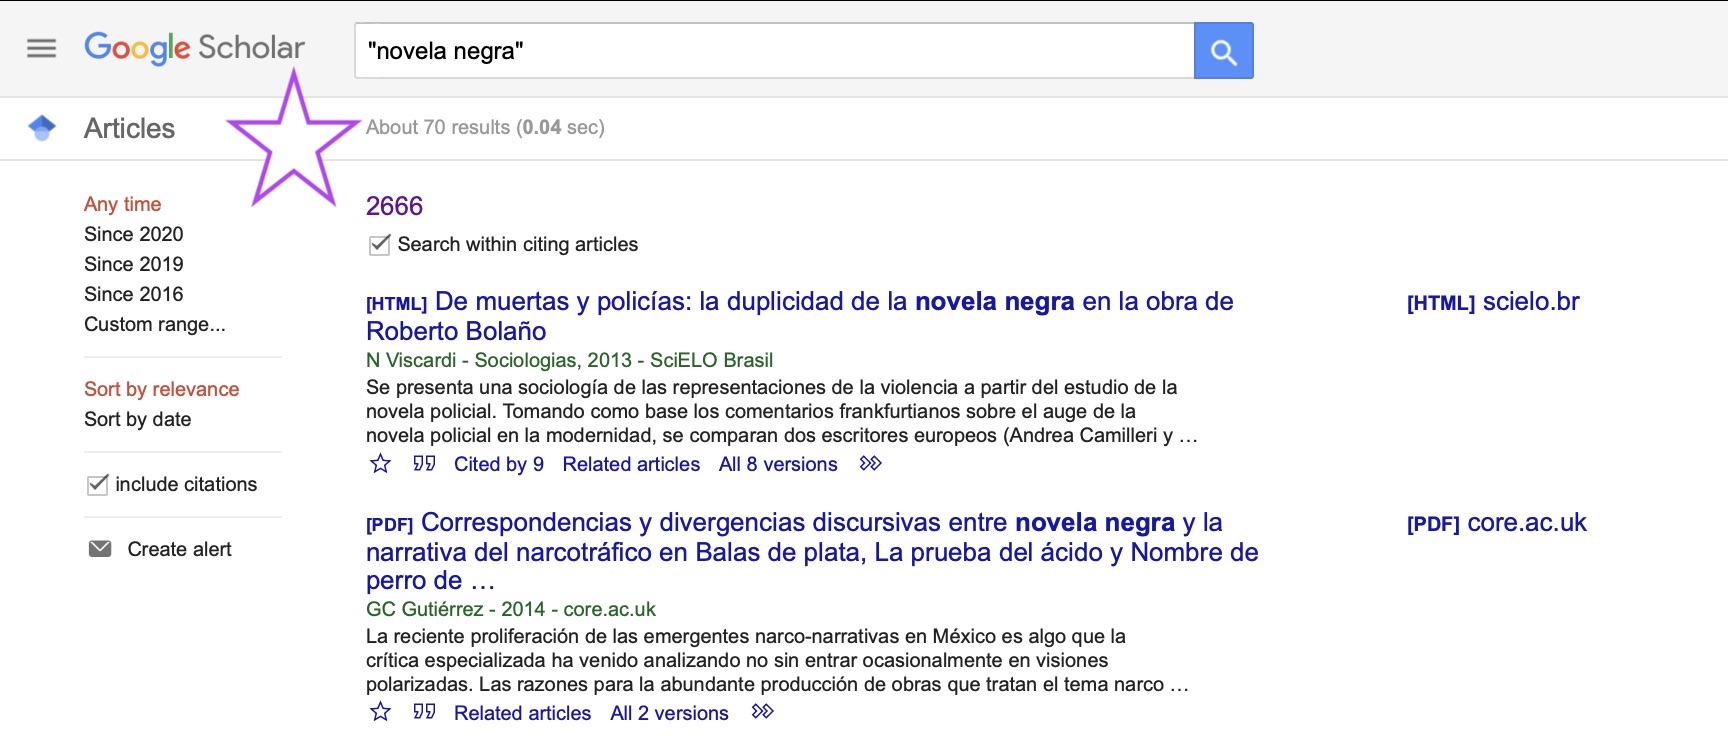 Google Scholar
"novela negra"
Articles
About 70 results (0.04 sec)
Any time
Since 2020
Since 2019
Since 2016
Custom range...
Sort by relevance
Sort by date
include citations
Create alert
2666
Search within citing articles
[HTML] De muertas y policías: la duplicidad de la novela negra en la obra de
Roberto Bolaño
N Viscardi - Sociologias, 2013 - SciELO Brasil
Se presenta una sociología de las representaciones de la violencia a partir del estudio de la
novela policial. Tomando como base los comentarios frankfurtianos sobre el auge de la
novela policial en la modernidad, se comparan dos escritores europeos (Andrea Camilleri y …
Cited by 9 Related articles All 8 versions
[HTML] scielo.br
[PDF] Correspondencias y divergencias discursivas entre novela negra y la
narrativa del narcotráfico en Balas de plata, La prueba del ácido y Nombre de
perro de …
GC Gutiérrez - 2014 - core.ac.uk
La reciente proliferación de las emergentes narco-narrativas en México es algo que la
crítica especializada ha venido analizando no sin entrar ocasionalmente en visiones
polarizadas. Las razones para la abundante producción de obras que tratan el tema narco …
Related articles All 2 versions
[PDF] core.ac.uk